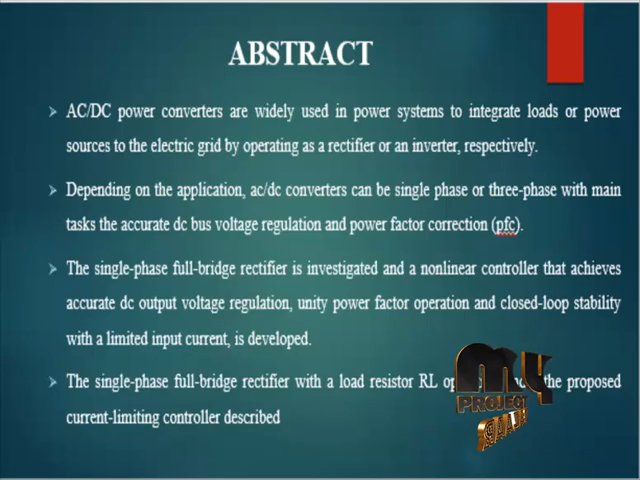 ABSTRACT
AC/DC power converters are widely used in power systems to integrate loads or power
sources to the electric grid by operating as a rectifier or an inverter, respectively.
Depending on the application, ac/dc converters can be single phase or three-phase with main
tasks the accurate dc bus voltage regulation and power factor correction (pfc).
The single-phase full-bridge rectifier is investigated and a nonlinear controller that achieves
accurate dc output voltage regulation, unity power factor operation and closed-loop stability
with a limited input current, is developed.
The single-phase full-bridge rectifier with a load resistor RL the proposed
current-limiting controller described
MY
PROJECT